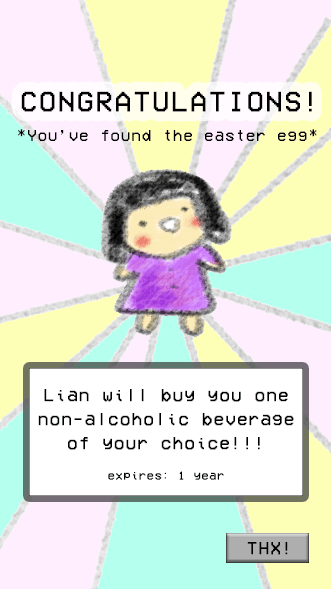 CONGRATULATIONS!
*You've found the easter egg*
Lian will buy you one
non-alcoholic beverage
of your choice!!!
expires: 1 year
THX!